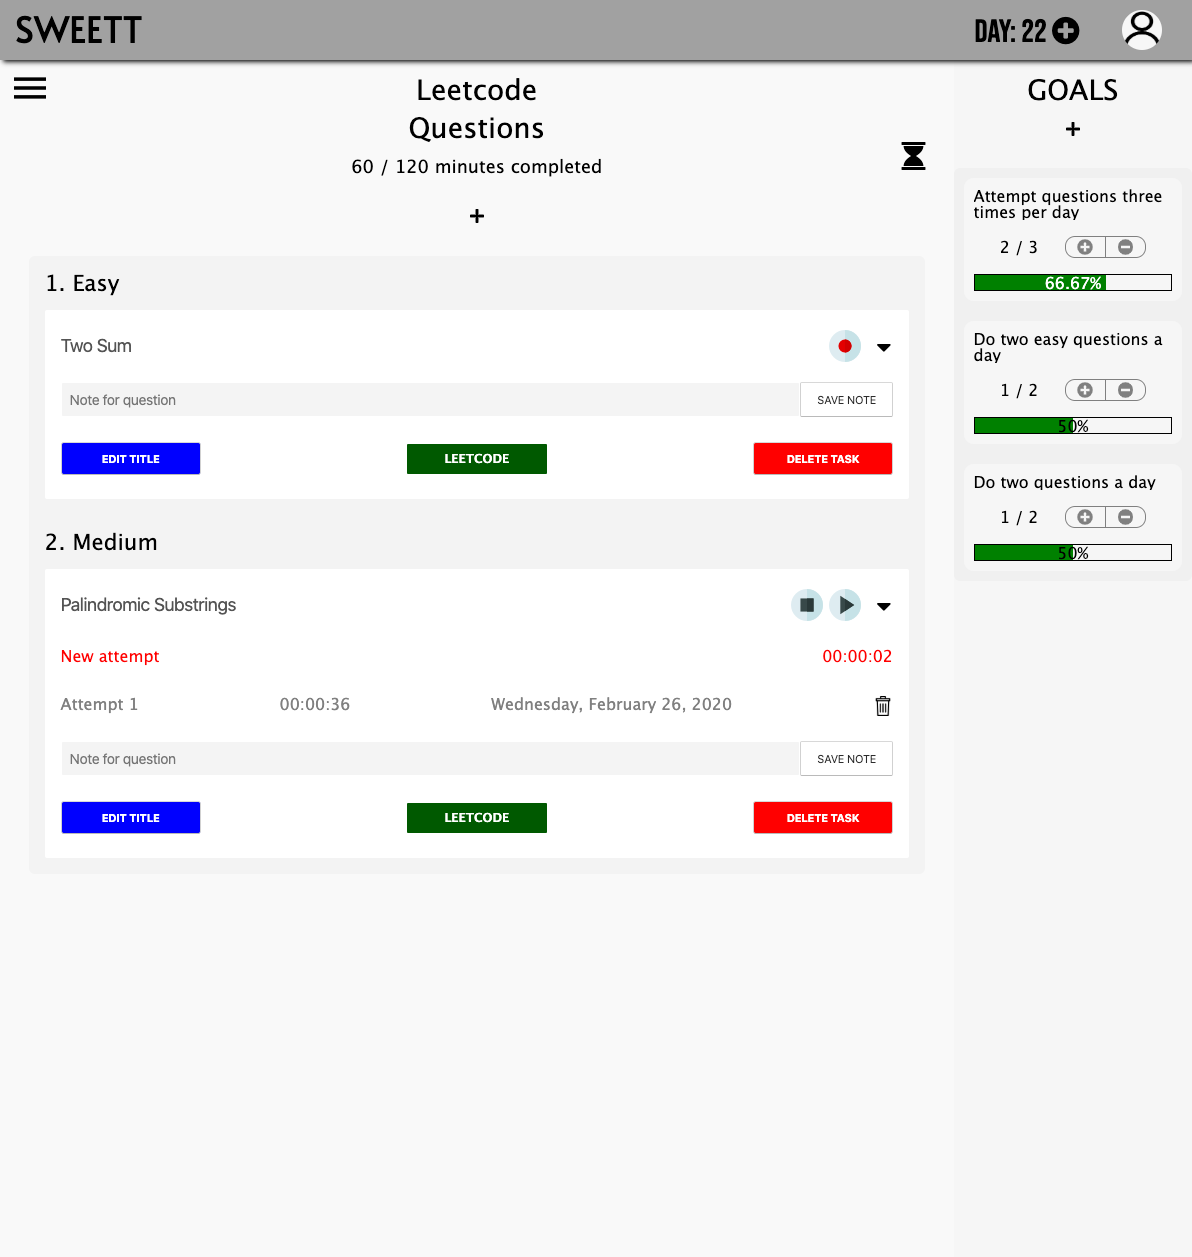 SWEETT
DAY: 22
Leetcode
Questions
60 / 120 minutes completed
1. Easy
Two Sum
Note for question
SAVE NOTE
EDIT TITLE
LEETCODE
DELETE TASK
2. Medium
Palindromic Substrings
New attempt
00:00:02
Attempt 1
00:00:36
Wednesday, February 26, 2020
Note for question
SAVE NOTE
EDIT TITLE
LEETCODE
DELETE TASK
GOALS
Attempt questions three
times per day
2 / 3
66.67%
Do two easy questions a
day
1 / 2
50%
Do two questions a day
1 / 2
50%